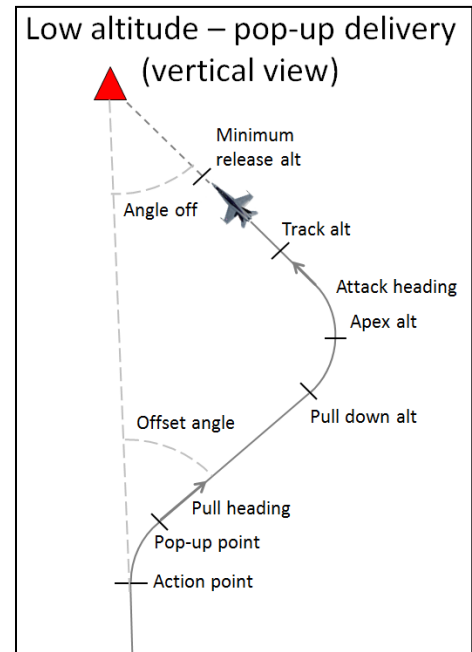 Low altitude – pop-up delivery
(vertical view)
Minimum
release alt
Angle off
Track alt
Attack heading
Apex alt
Pull down alt
Offset angle
Pull heading
Pop-up point
Action point